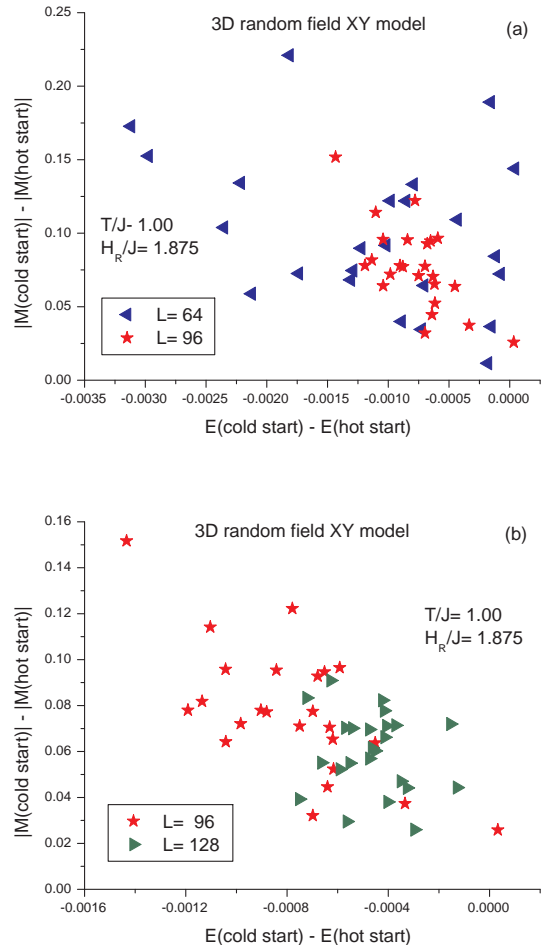 3D random field XY model
(a)
0.25
0.20
0.15
0.10
0.05
0.00
|M(cold start)| - |M(hot start)|
T/J- 1.00
H_R/J= 1.875
L= 64
L= 96
-0.0035 -0.0030 -0.0025 -0.0020 -0.0015 -0.0010 -0.0005 0.0000
E(cold start) - E(hot start)
3D random field XY model
(b)
0.16
0.14
0.12
0.10
0.08
0.06
0.04
0.02
0.00
|M(cold start)| - |M(hot start)|
T/J= 1.00
H_R/J= 1.875
L= 96
L= 128
-0.0016 -0.0012 -0.0008 -0.0004 0.0000
E(cold start) - E(hot start)